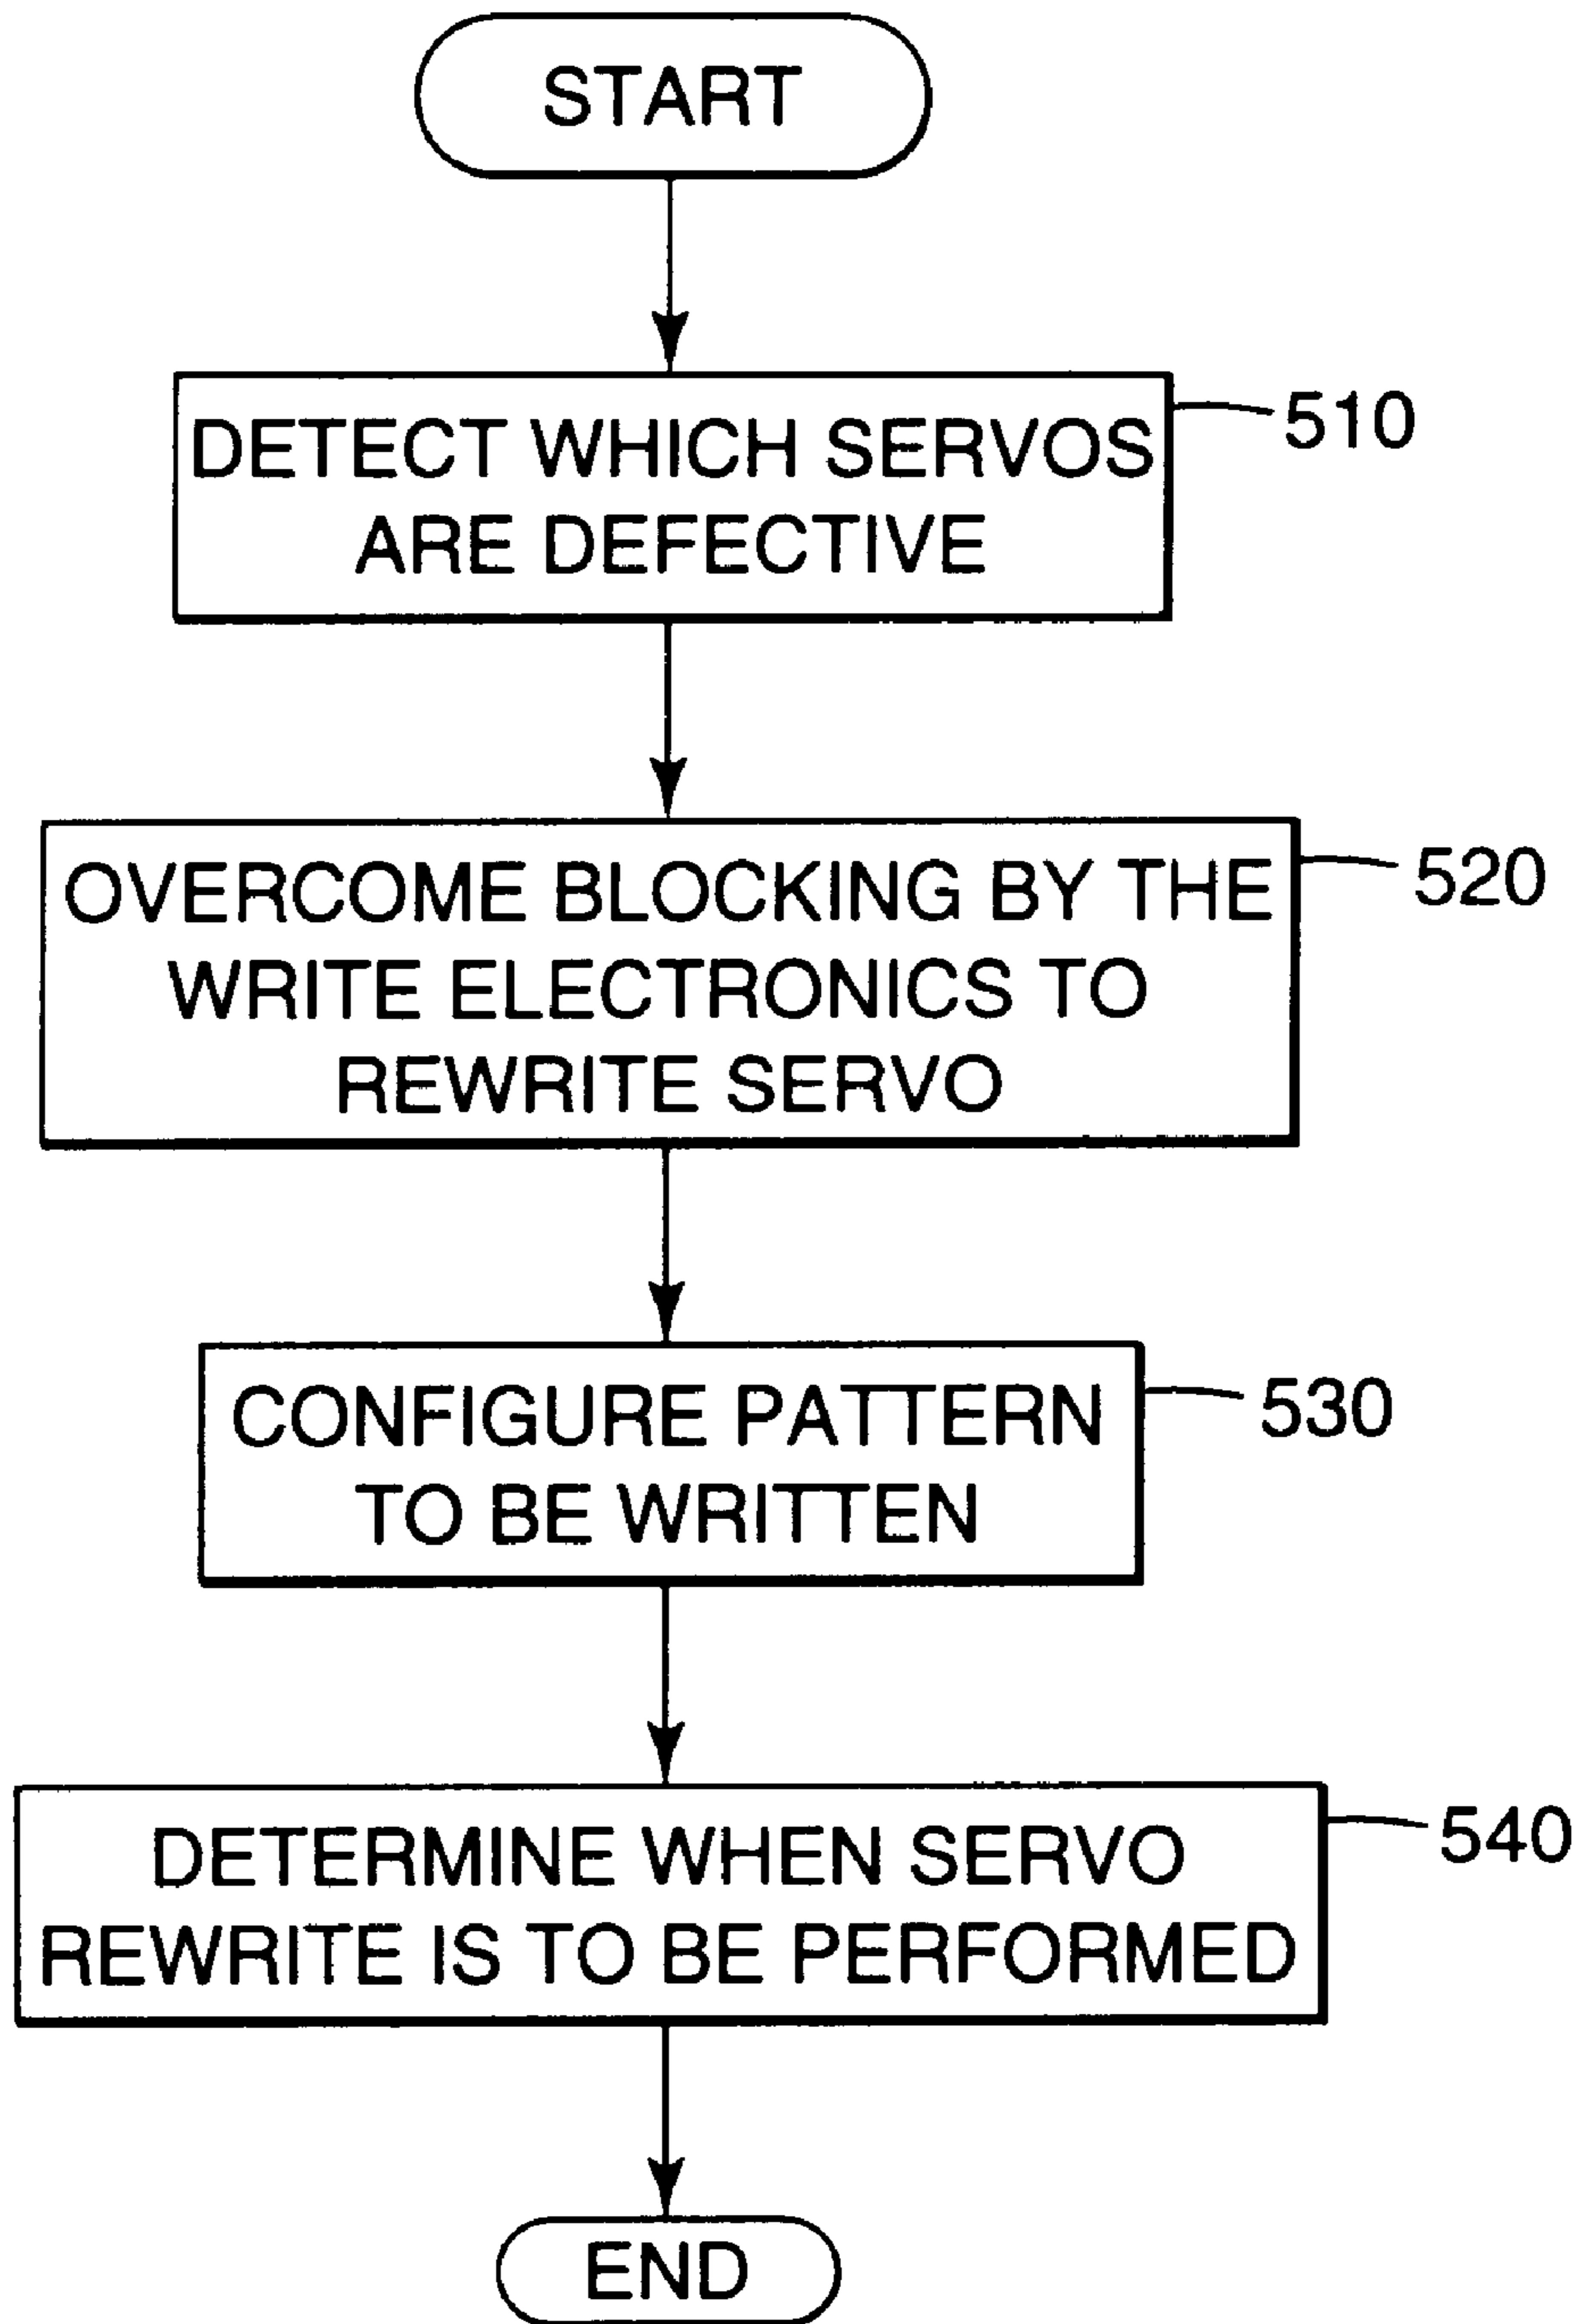 START
DETECT WHICH SERVOS
ARE DEFECTIVE
510
OVERCOME BLOCKING BY THE
WRITE ELECTRONICS TO
REWRITE SERVO
520
CONFIGURE PATTERN
TO BE WRITTEN
530
DETERMINE WHEN SERVO
REWRITE IS TO BE PERFORMED
540
END